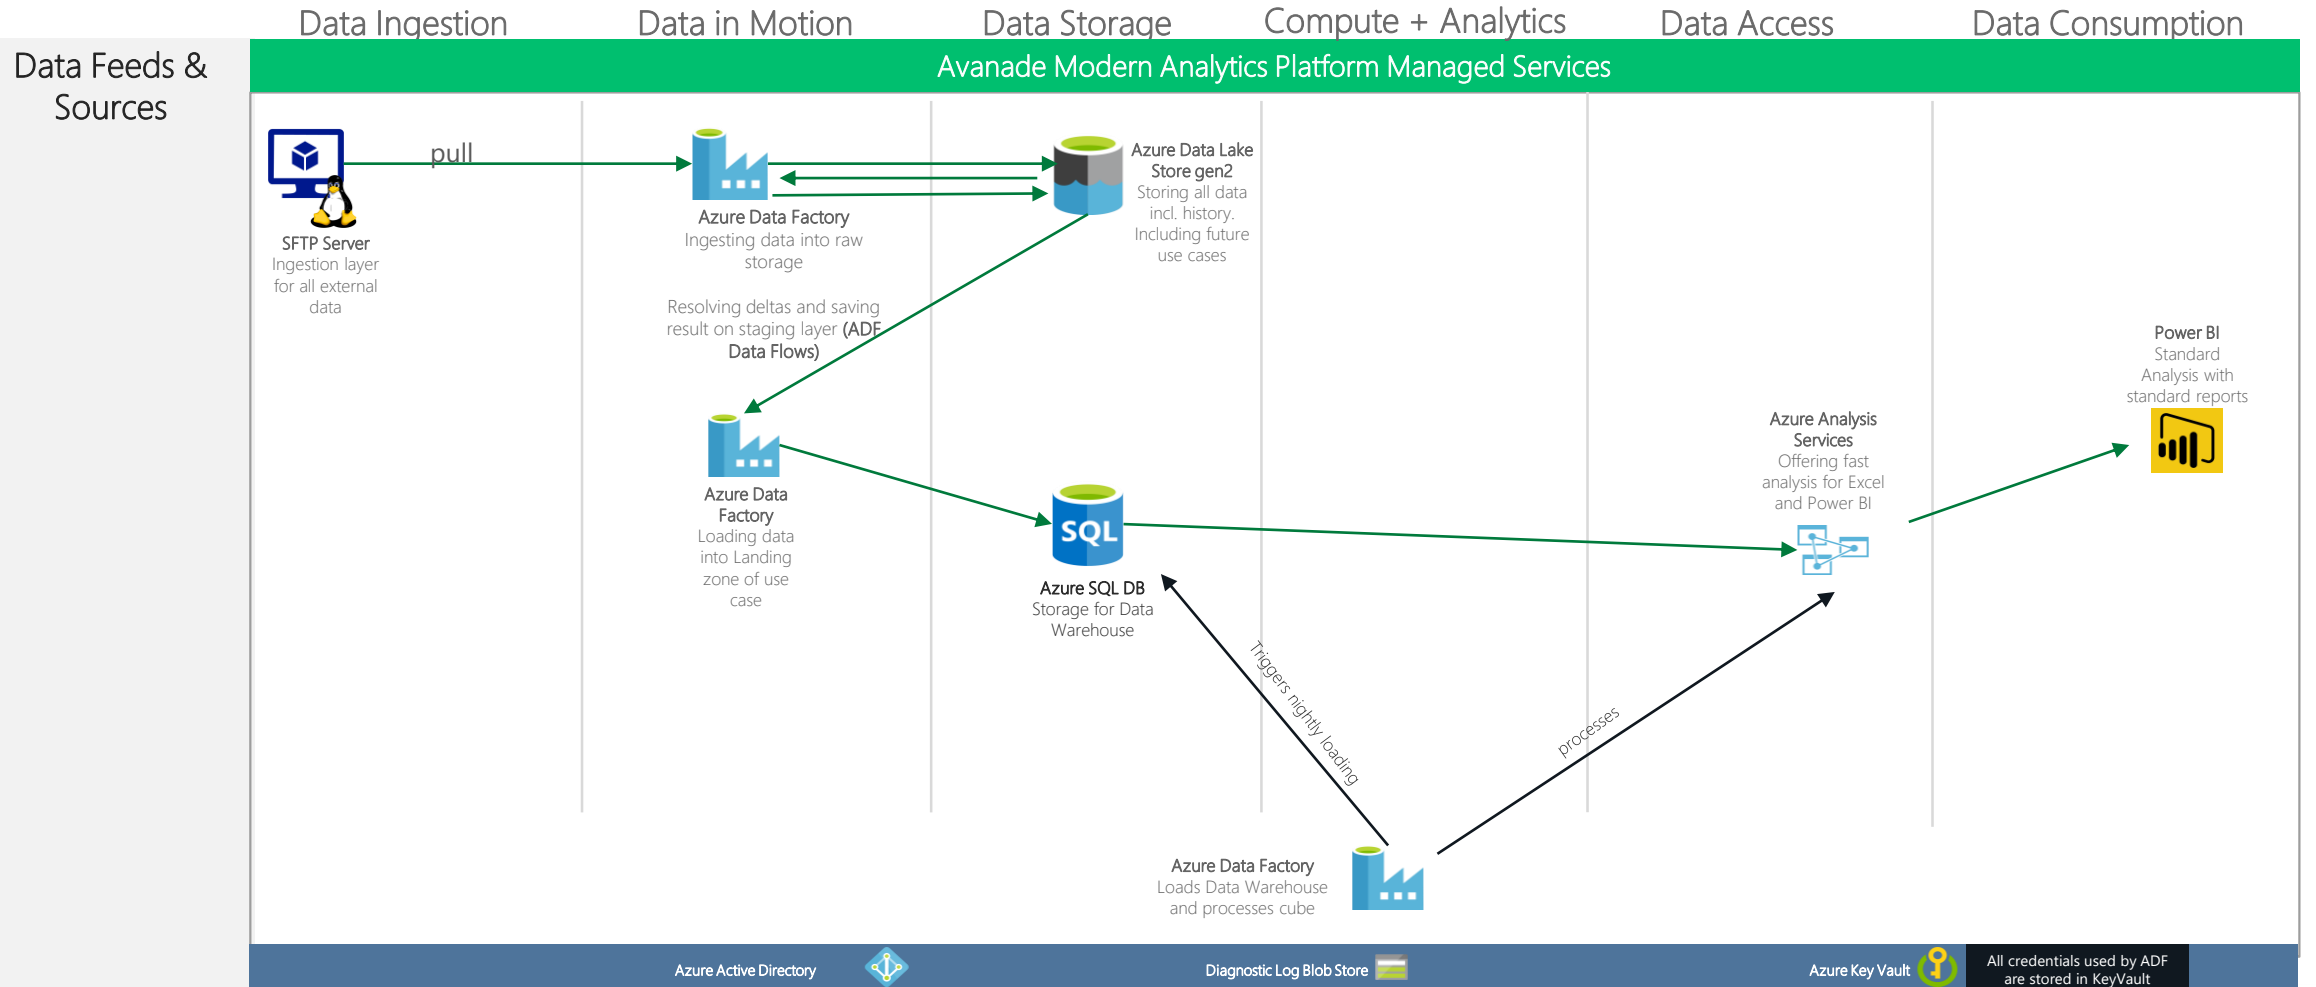 Data Ingestion
Data in Motion
Data Storage
Compute + Analytics
Data Access
Data Consumption
Data Feeds &
Sources
Avanade Modern Analytics Platform Managed Services
pull
SFTP Server
Ingestion layer
for all external
data
Azure Data Factory
Ingesting data into raw
storage
Resolving deltas and saving
result on staging layer (ADF
Data Flows)
Azure Data Lake
Store gen2
Storing all data
incl. history.
Including future
use cases
Azure Data
Factory
Loading data
into Landing
zone of use
case
SQL
Azure SQL DB
Storage for Data
Warehouse
Triggers nightly loading
processes
Azure Analysis
Services
Offering fast
analysis for Excel
and Power BI
Power BI
Standard
Analysis with
standard reports
Azure Data Factory
Loads Data Warehouse
and processes cube
Azure Active Directory
Diagnostic Log Blob Store
Azure Key Vault
All credentials used by ADF
are stored in KeyVault